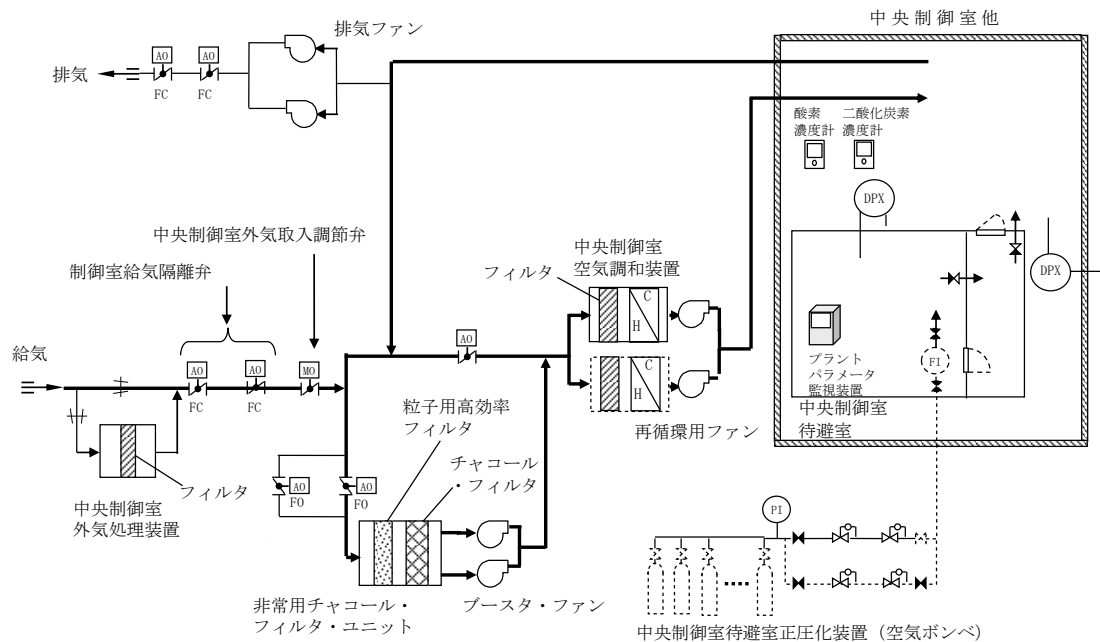 中央制御室他
排気ファン
AO
AO
排気
FC
FC
酸素
濃度計
二酸化炭素
濃度計
DPX
DPX
中央制御室外気取入調節弁
制御室給気隔離弁
中央制御室
空気調和装置
フィルタ
C
H
C
H
給気
AO
AO
MO
FC
FC
AO
FI
プラント
パラメータ
監視装置
中央制御室
待避室
再循環用ファン
粒子用高効率
フィルタ
チャコール
・フィルタ
AO
FO
AO
FO
フィルタ
中央制御室
外気処理装置
PI
非常用チャコール・
フィルタ・ユニット
ブースタ・ファン
中央制御室待避室正圧化装置（空気ボンベ）